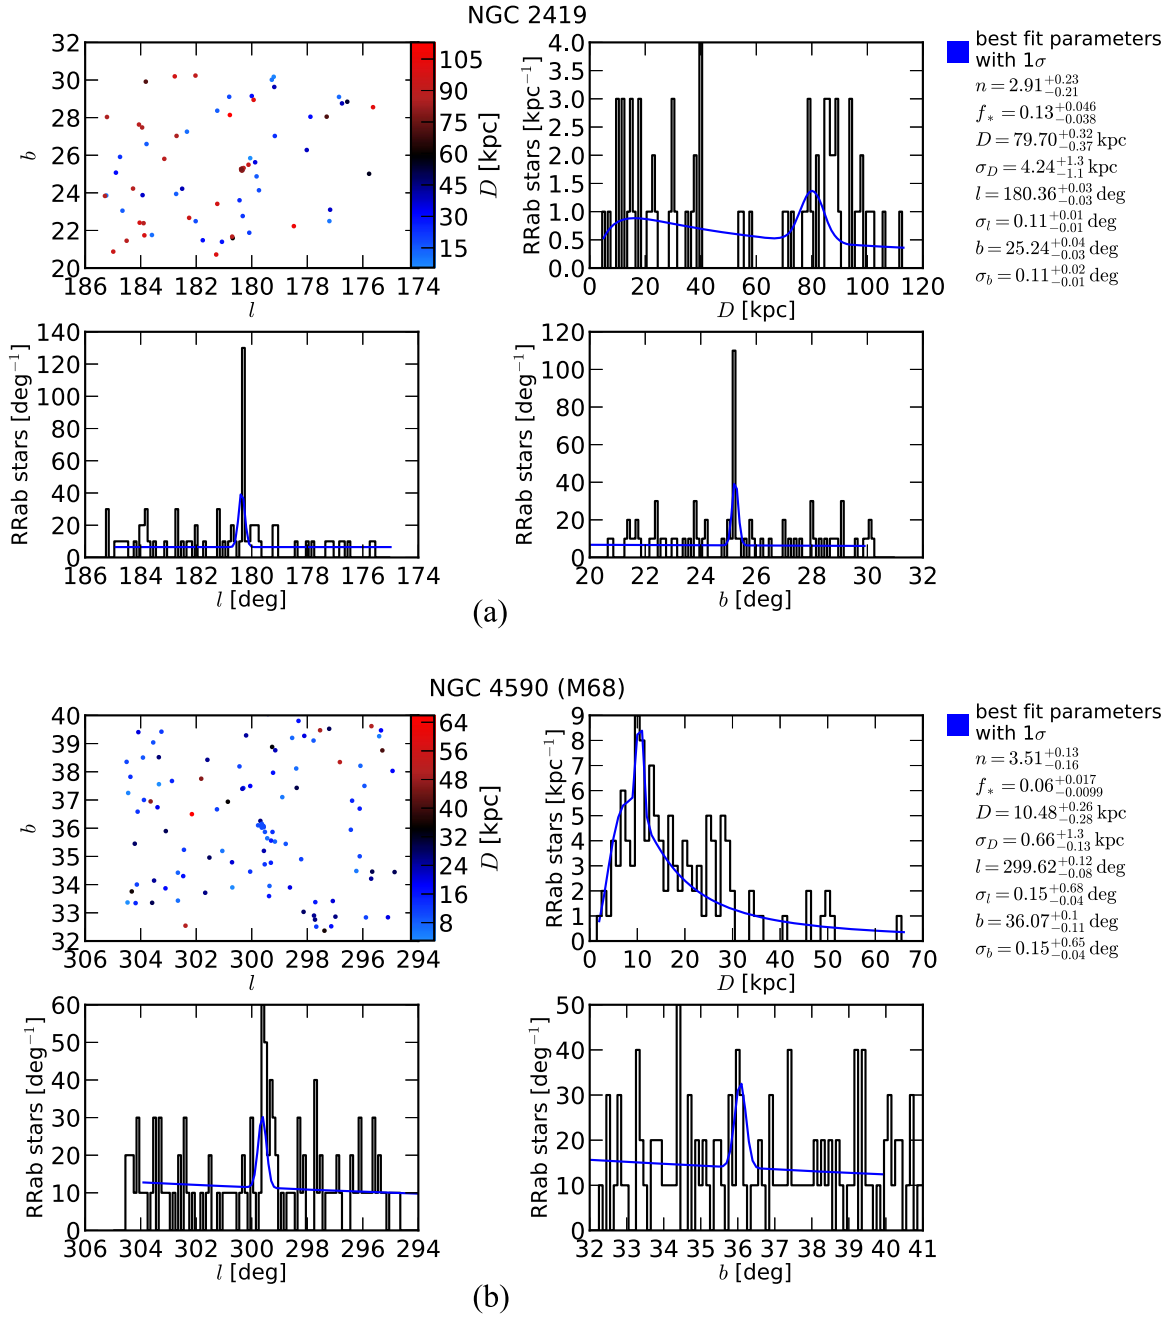 NGC 2419
32
30
28
26
24
22
20
b
186 184 182 180 178 176 174
l
105
90
75
60
45
30
15
D [kpc]
4.0
3.5
3.0
2.5
2.0
1.5
1.0
0.5
0.0
RRab stars [kpc⁻¹]
0 20 40 60 80 100 120
D [kpc]
best fit parameters
with 1σ
n = 2.91 +0.23 −0.21
f* = 0.13 +0.046 −0.038
D = 79.70 +0.32 −0.37 kpc
σ_D = 4.24 +1.3 −1.1 kpc
l = 180.36 +0.03 −0.03 deg
σ_l = 0.11 +0.01 −0.01 deg
b = 25.24 +0.04 −0.03 deg
σ_b = 0.11 +0.02 −0.01 deg
140
120
100
80
60
40
20
0
RRab stars [deg⁻¹]
186 184 182 180 178 176 174
l [deg]
120
100
80
60
40
20
0
RRab stars [deg⁻¹]
20 22 24 26 28 30 32
b [deg]
(a)
NGC 4590 (M68)
40
39
38
37
36
35
34
33
32
b
306 304 302 300 298 296 294
l
64
56
48
40
32
24
16
8
D [kpc]
9
8
7
6
5
4
3
2
1
0
RRab stars [kpc⁻¹]
0 10 20 30 40 50 60 70
D [kpc]
best fit parameters
with 1σ
n = 3.51 +0.13 −0.16
f* = 0.06 +0.017 −0.0099
D = 10.48 +0.26 −0.28 kpc
σ_D = 0.66 +1.3 −0.13 kpc
l = 299.62 +0.12 −0.08 deg
σ_l = 0.15 +0.68 −0.04 deg
b = 36.07 +0.1 −0.11 deg
σ_b = 0.15 +0.65 −0.04 deg
60
50
40
30
20
10
0
RRab stars [deg⁻¹]
306 304 302 300 298 296 294
l [deg]
50
40
30
20
10
0
RRab stars [deg⁻¹]
32 33 34 35 36 37 38 39 40 41
b [deg]
(b)